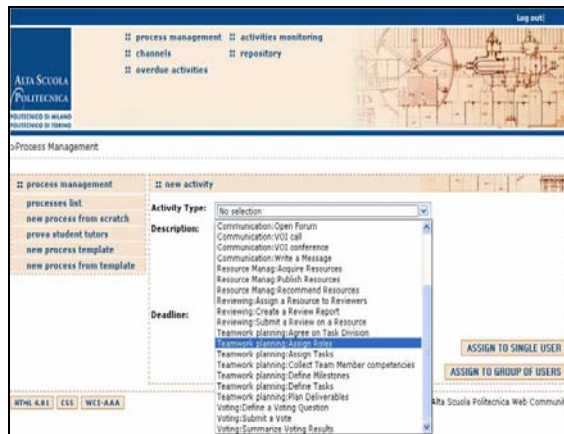 Log out|
:: process management :: activities monitoring
:: channels :: repository
:: overdue activities
ALTA SCUOLA
POLITECNICA
POLITECNICO DI MILANO
POLITECNICO DI TORINO
>Process Management
:: process management
processes list
new process from scratch
prova student tutors
new process template
new process from template
:: new activity
Activity Type: No selection
Description:
Communication:Open Forum
Communication:VOI call
Communication:VOI conference
Communication:Write a Message
Resource Manag:Acquire Resources
Resource Manag:Publish Resources
Resource Manag:Recommend Resources
Reviewing:Assign a Resource to Reviewers
Reviewing:Create a Review Report
Reviewing:Submit a Review on a Resource
Teamwork planning:Agree on Task Division
Teamwork planning:Assign Roles
Teamwork planning:Assign Tasks
Teamwork planning:Collect Team Member competencies
Teamwork planning:Define Milestones
Teamwork planning:Define Tasks
Teamwork planning:Plan Deliverables
Voting:Define a Voting Question
Voting:Submit a Vote
Voting:Summarize Voting Results
Deadline:
ASSIGN TO SINGLE USER
ASSIGN TO GROUP OF USERS
HTML 4.01 CSS WCI-AAA
Alta Scuola Politecnica Web Communit